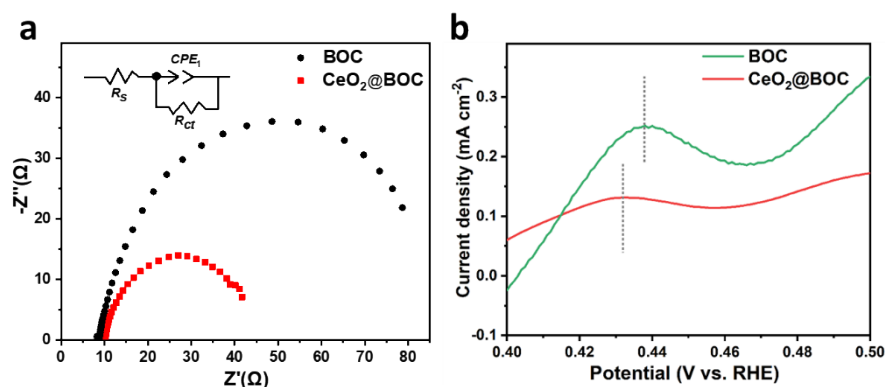 a
BOC
CeO₂@BOC
CPE₁
Rₛ
R_Ct
-Z''(Ω)
40
30
20
10
0
0 10 20 30 40 50 60 70 80 90
Z'(Ω)
b
BOC
CeO₂@BOC
Current density (mA cm⁻²)
0.3
0.2
0.1
0.0
-0.1
0.40 0.42 0.44 0.46 0.48 0.50
Potential (V vs. RHE)